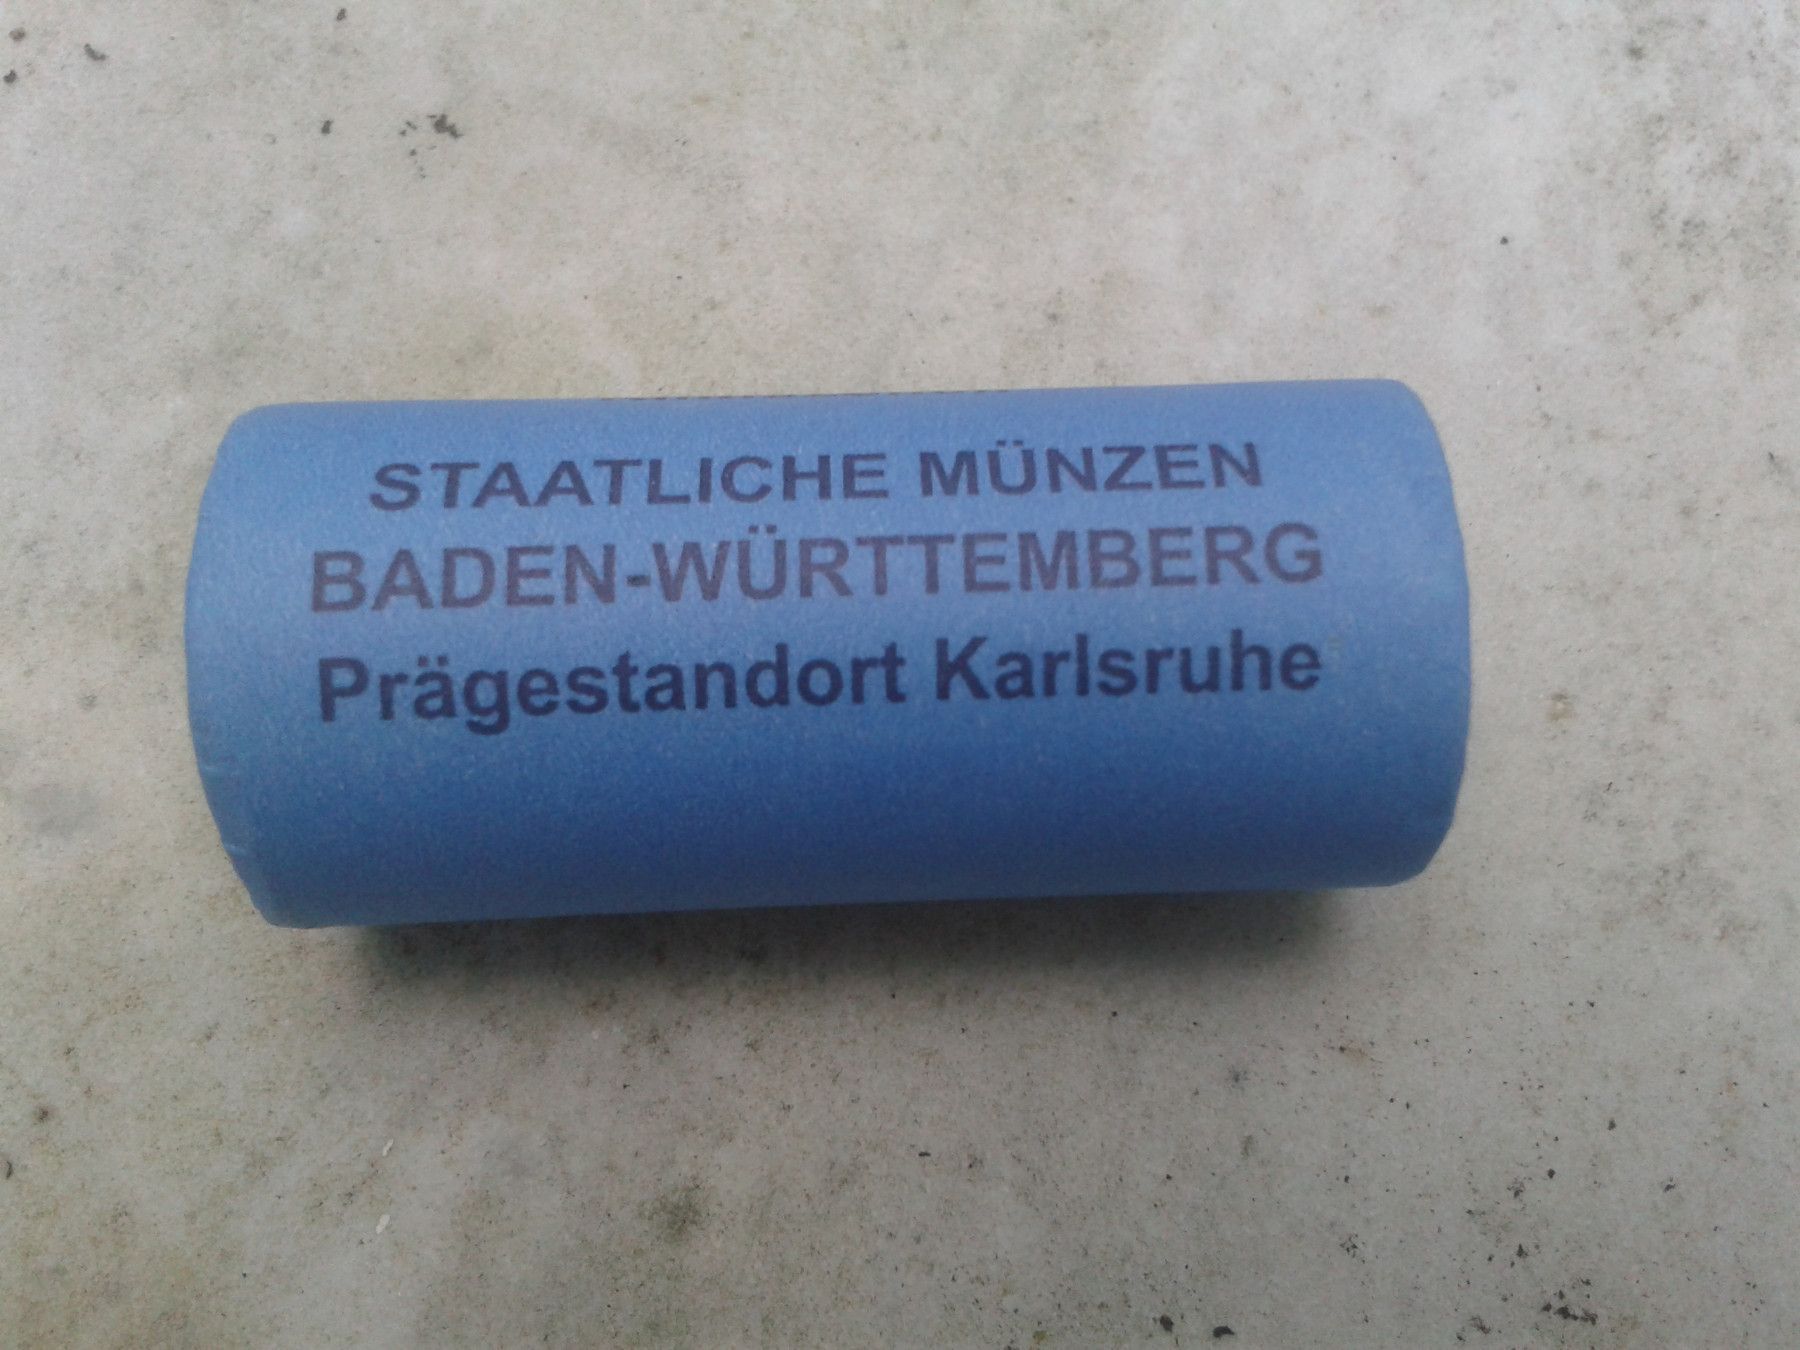 STAATLICHE MÜNZEN
BADEN-WÜRTTEMBERG
Prägestandort Karlsruhe